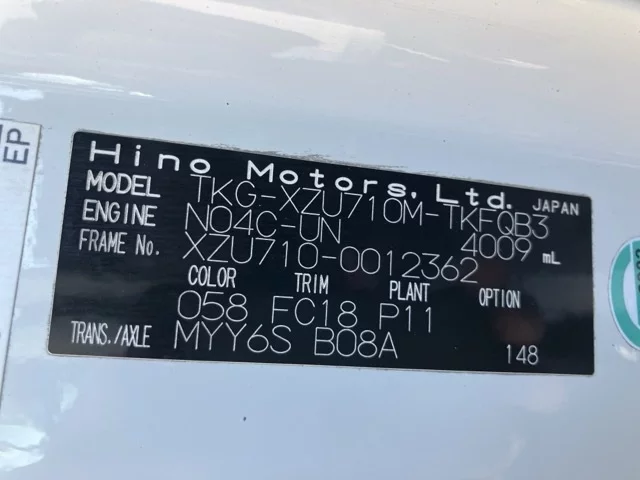 Hino Motors, Ltd. JAPAN
MODEL TKG-XZU710M-TKFQB3
ENGINE N04C-UN 4009 mL
FRAME No. XZU710-0012362
COLOR TRIM PLANT OPTION
058 FC18 P11
TRANS./AXLE MYY6S B08A 148
EP